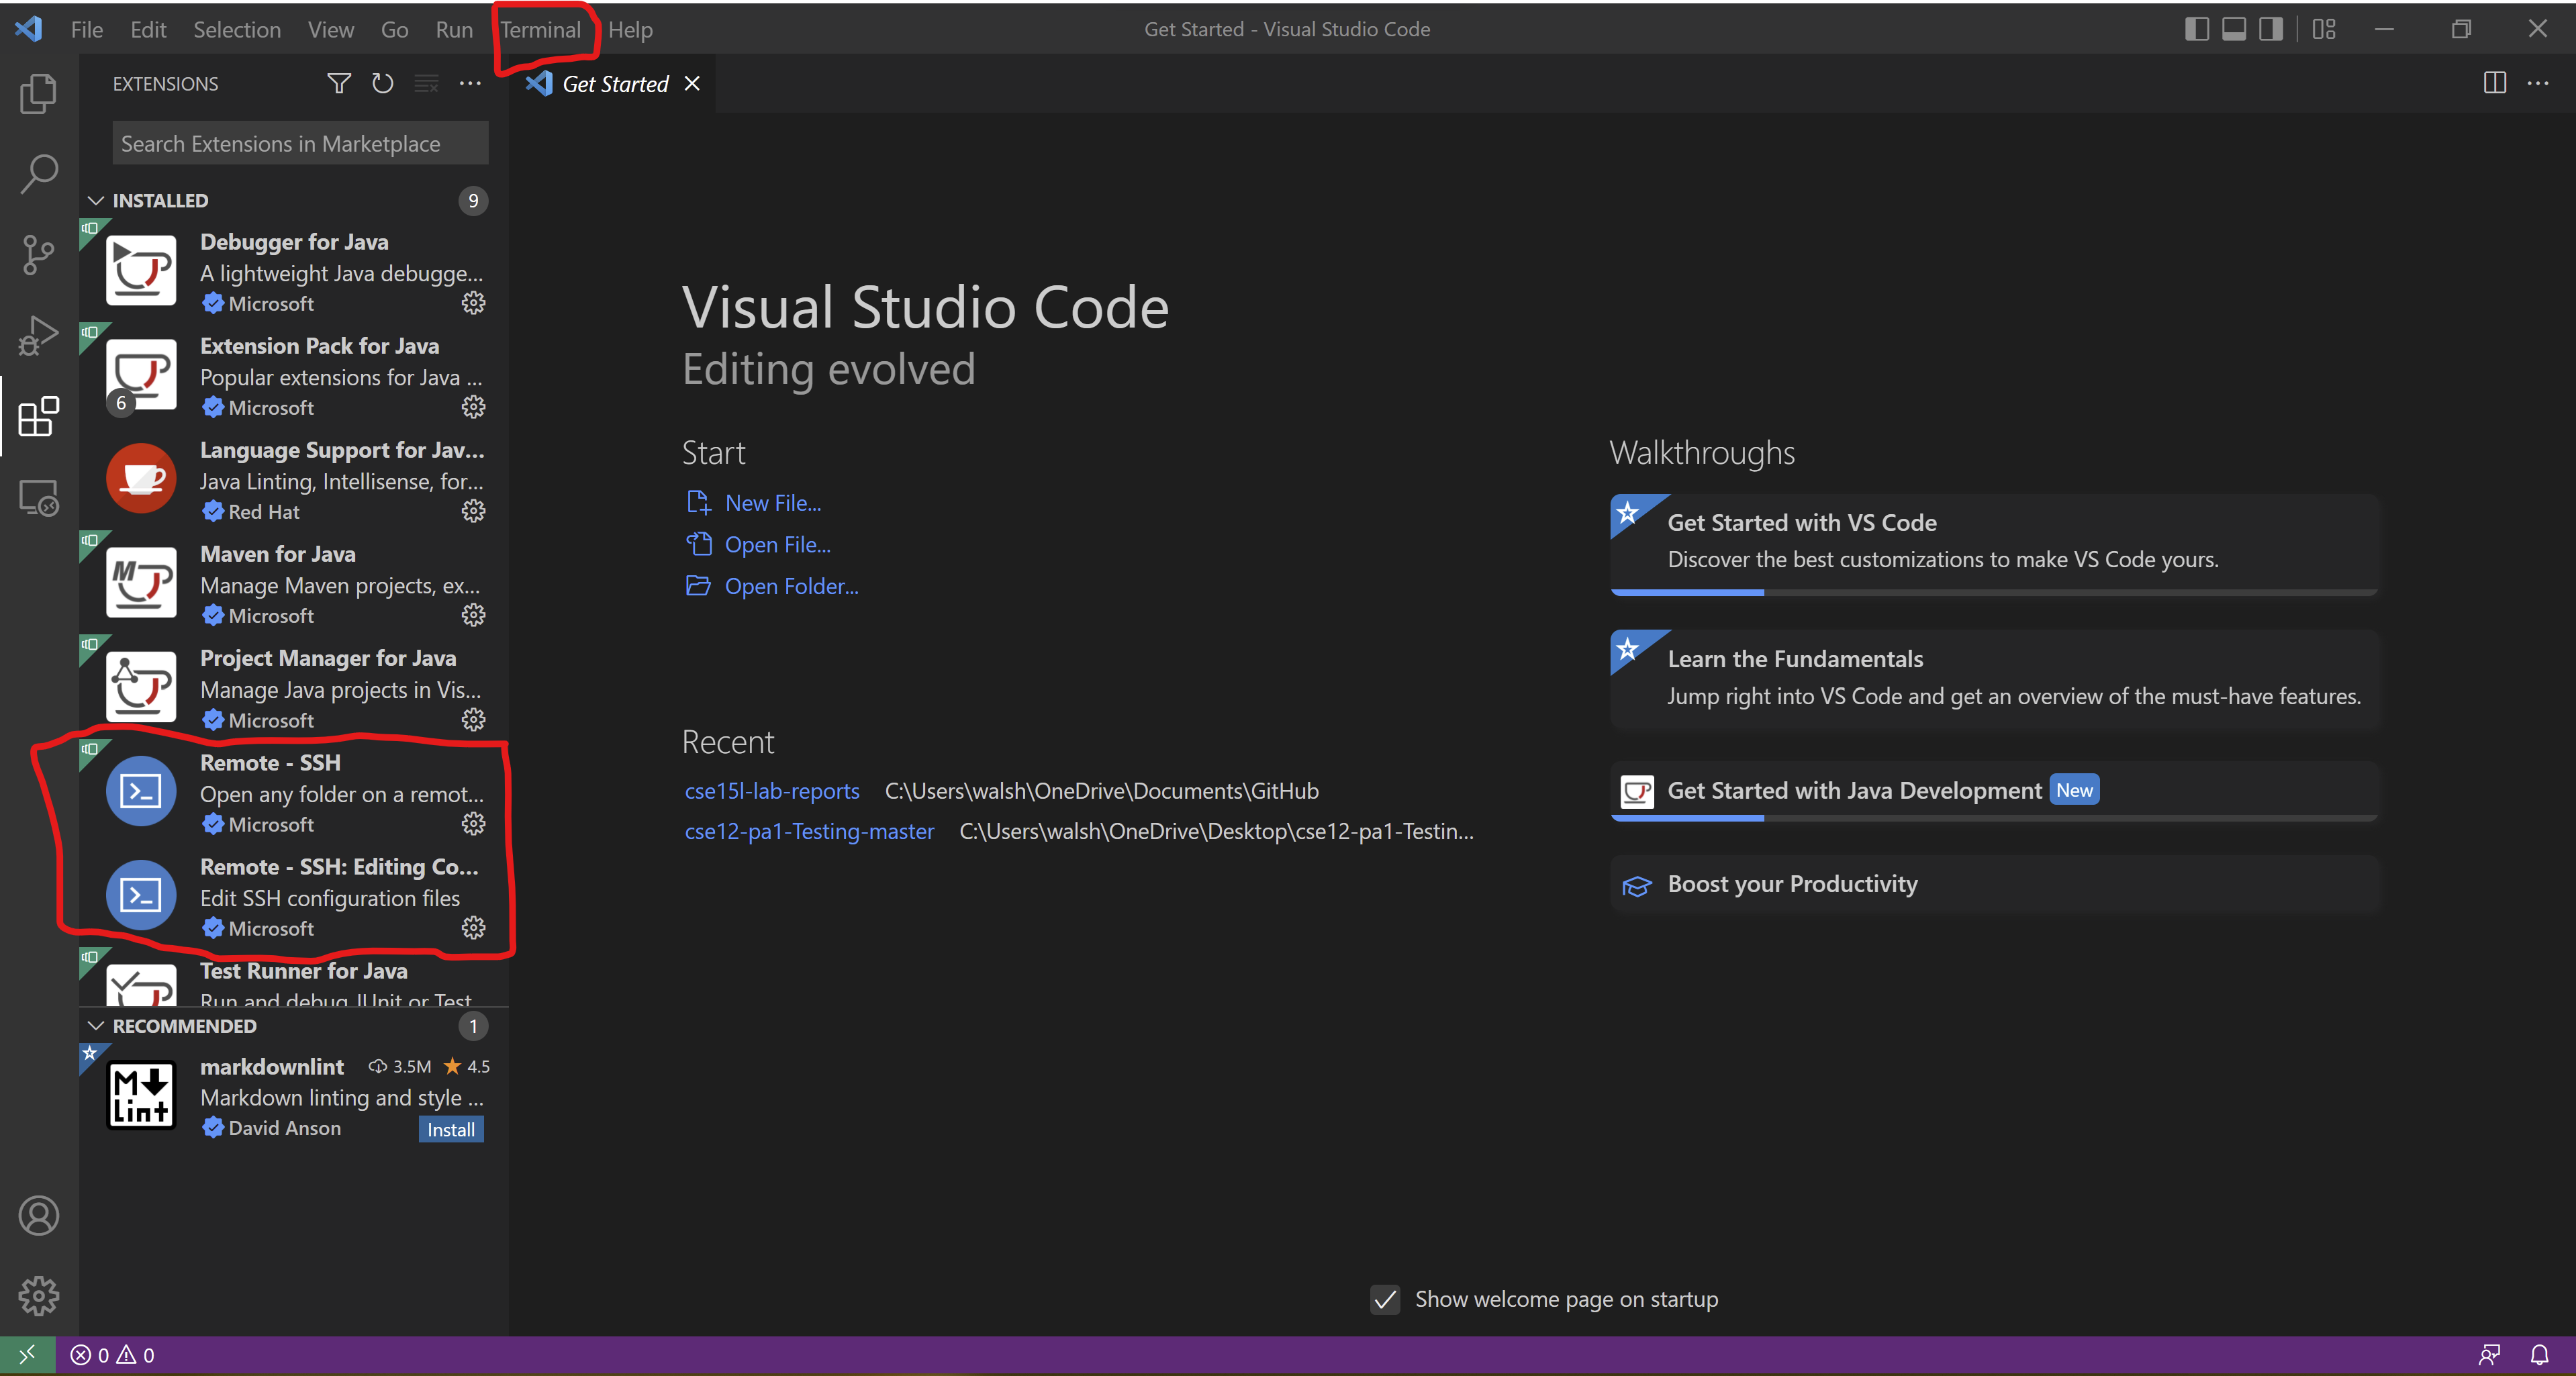 File Edit Selection View Go Run Terminal Help
Get Started - Visual Studio Code
EXTENSIONS
Get Started
Search Extensions in Marketplace
INSTALLED 9
Debugger for Java
A lightweight Java debugge...
Microsoft
Extension Pack for Java
Popular extensions for Java ...
6
Microsoft
Language Support for Jav...
Java Linting, Intellisense, for...
Red Hat
Maven for Java
Manage Maven projects, ex...
Microsoft
Project Manager for Java
Manage Java projects in Vis...
Microsoft
Remote - SSH
Open any folder on a remot...
Microsoft
Remote - SSH: Editing Co...
Edit SSH configuration files
Microsoft
Test Runner for Java
Run and debug JUnit or Test
RECOMMENDED 1
markdownlint 3.5M 4.5
Markdown linting and style ...
David Anson Install
M
Lint
Visual Studio Code
Editing evolved
Start
New File...
Open File...
Open Folder...
Recent
cse15l-lab-reports C:\Users\walsh\OneDrive\Documents\GitHub
cse12-pa1-Testing-master C:\Users\walsh\OneDrive\Desktop\cse12-pa1-Testin...
Walkthroughs
Get Started with VS Code
Discover the best customizations to make VS Code yours.
Learn the Fundamentals
Jump right into VS Code and get an overview of the must-have features.
Get Started with Java Development New
Boost your Productivity
Show welcome page on startup
0 0